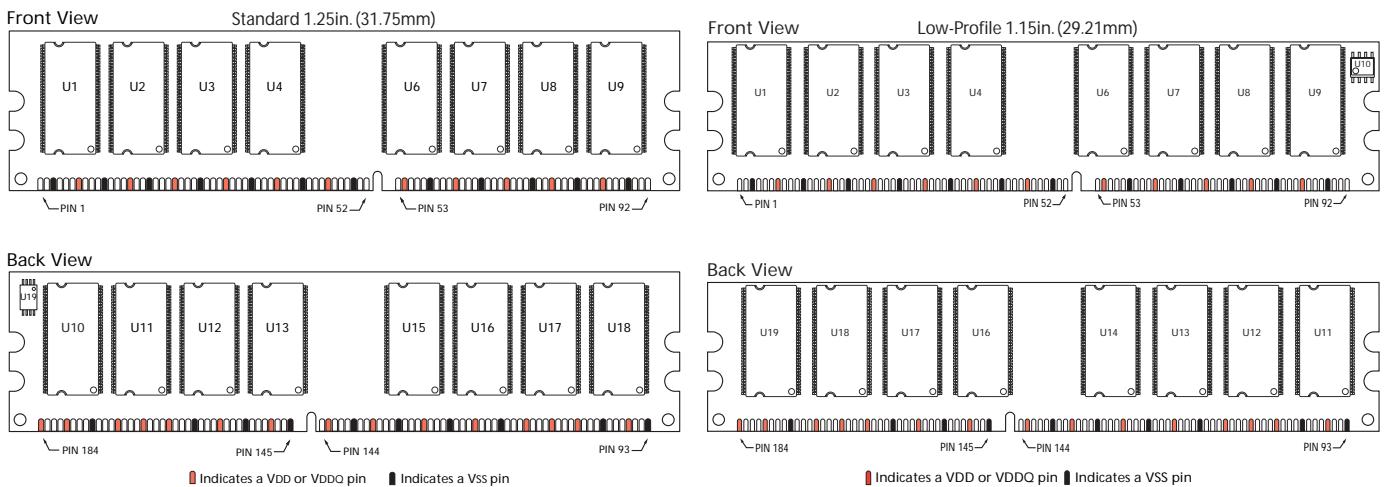 Front View
Standard 1.25in. (31.75mm)
U1 U2 U3 U4 U6 U7 U8 U9
PIN 1 PIN 52 PIN 53 PIN 92
Back View
U19 U10 U11 U12 U13 U15 U16 U17 U18
PIN 184 PIN 145 PIN 144 PIN 93
Indicates a VDD or VDDQ pin Indicates a VSS pin
Front View
Low-Profile 1.15in. (29.21mm)
U1 U2 U3 U4 U6 U7 U8 U9 U10
PIN 1 PIN 52 PIN 53 PIN 92
Back View
U19 U18 U17 U16 U14 U13 U12 U11
PIN 184 PIN 145 PIN 144 PIN 93
Indicates a VDD or VDDQ pin Indicates a VSS pin